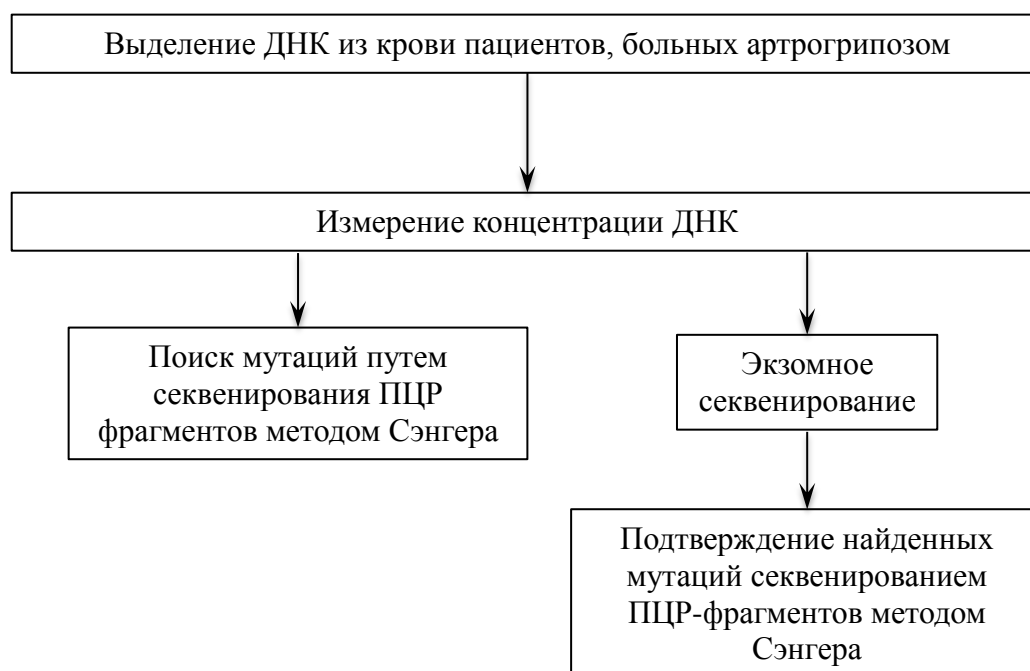 Выделение ДНК из крови пациентов, больных артрогрипозом
Измерение концентрации ДНК
Поиск мутаций путем
секвенирования ПЦР
фрагментов методом Сэнгера
Экзомное
секвенирование
Подтверждение найденных
мутаций секвенированием
ПЦР-фрагментов методом
Сэнгера